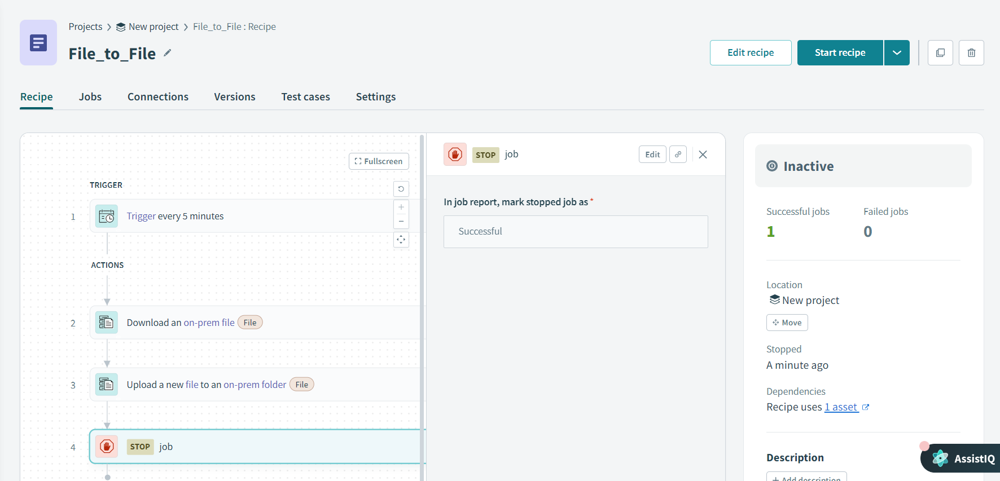 Projects > New project > File_to_File : Recipe
File_to_File
Edit recipe
Start recipe
Recipe Jobs Connections Versions Test cases Settings
Fullscreen
TRIGGER
1 Trigger every 5 minutes
ACTIONS
2 Download an on-prem file File
3 Upload a new file to an on-prem folder File
4 STOP job
STOP job
Edit
In job report, mark stopped job as *
Successful
Inactive
Successful jobs Failed jobs
1 0
Location
New project
Move
Stopped
A minute ago
Dependencies
Recipe uses 1 asset
Description
+ Add description
AssistIQ